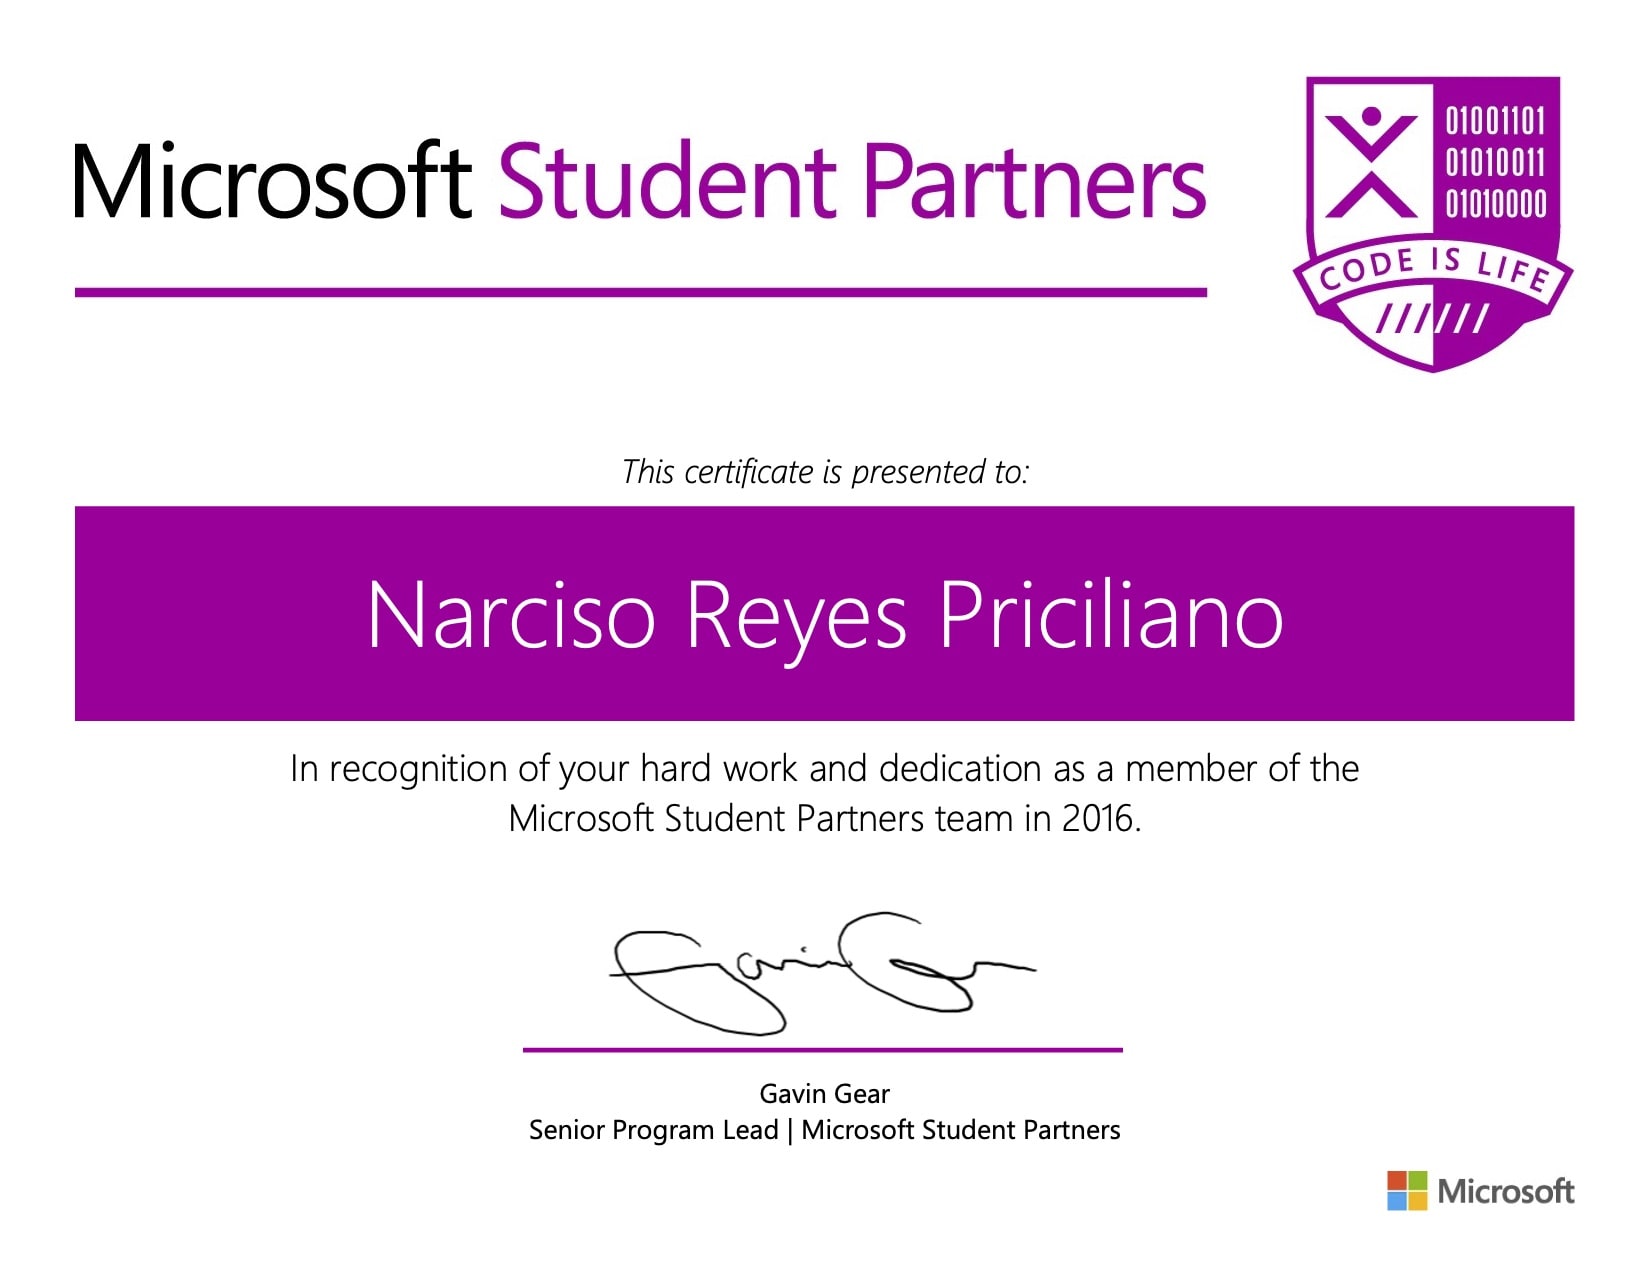 Microsoft Student Partners
01001101
01010011
01010000
CODE IS LIFE
//////
This certificate is presented to:
Narciso Reyes Priciliano
In recognition of your hard work and dedication as a member of the
Microsoft Student Partners team in 2016.
Gavin Gear
Gavin Gear
Senior Program Lead | Microsoft Student Partners
Microsoft